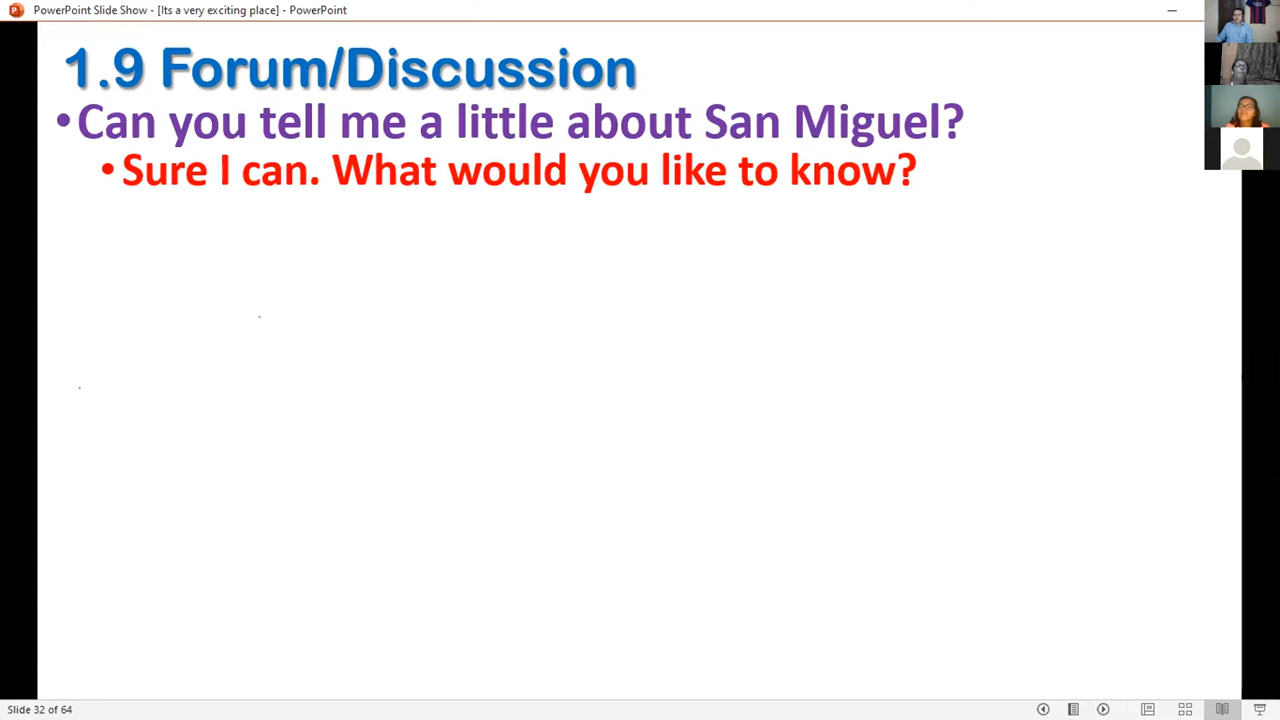 PowerPoint Slide Show - [Its a very exciting place] - PowerPoint
1.9 Forum/Discussion
•Can you tell me a little about San Miguel?
•Sure I can. What would you like to know?
Slide 32 of 64